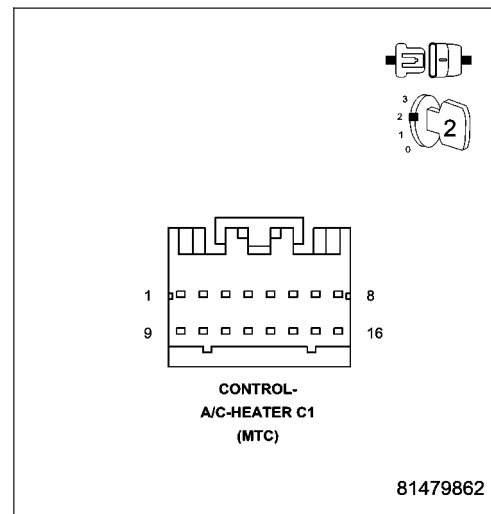 3
2
1
0
2
1 8
9 16
CONTROL-
A/C-HEATER C1
(MTC)
81479862